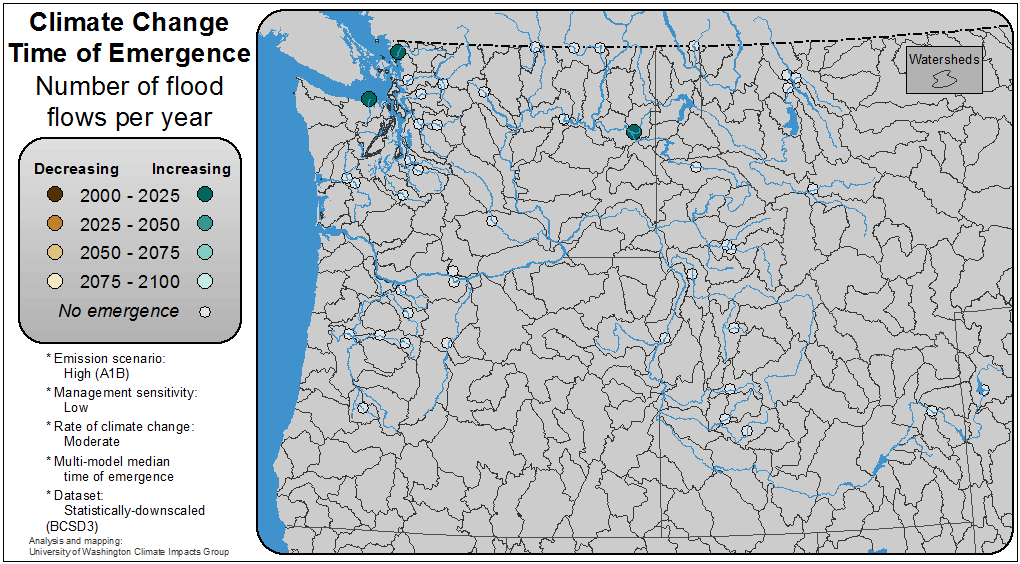 Climate Change
Time of Emergence
Number of flood
flows per year
Decreasing Increasing
2000 - 2025
2025 - 2050
2050 - 2075
2075 - 2100
No emergence
* Emission scenario:
High (A1B)
* Management sensitivity:
Low
* Rate of climate change:
Moderate
* Multi-model median
time of emergence
* Dataset:
Statistically-downscaled
(BCSD3)
Analysis and mapping:
University of Washington Climate Impacts Group
Watersheds